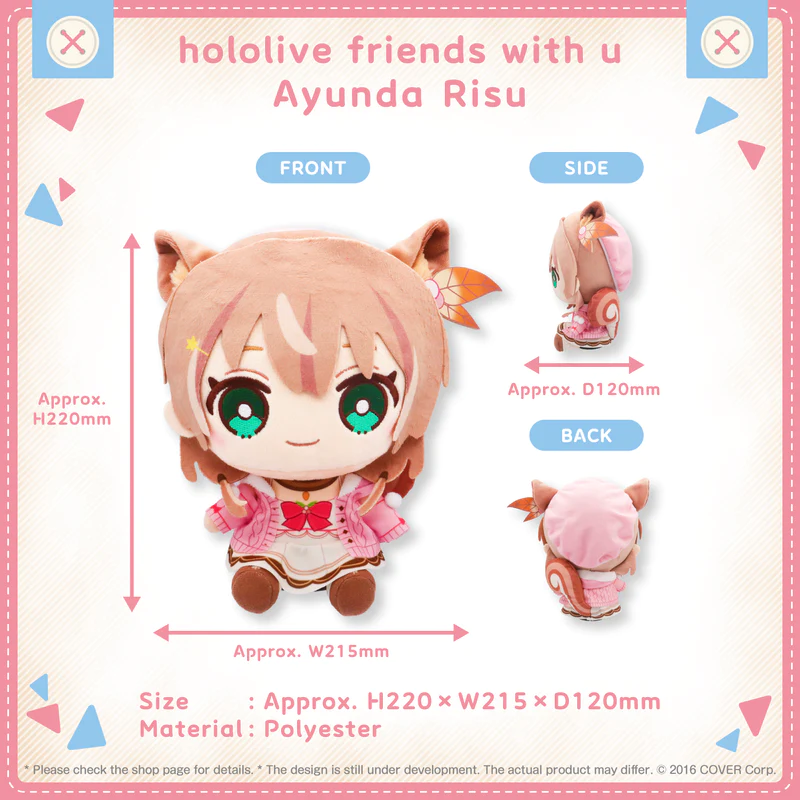 hololive friends with u
Ayunda Risu
FRONT
SIDE
Approx.
H220mm
Approx. D120mm
BACK
Approx. W215mm
Size : Approx. H220×W215×D120mm
Material : Polyester
* Please check the shop page for details. * The design is still under development. The actual product may differ. © 2016 COVER Corp.